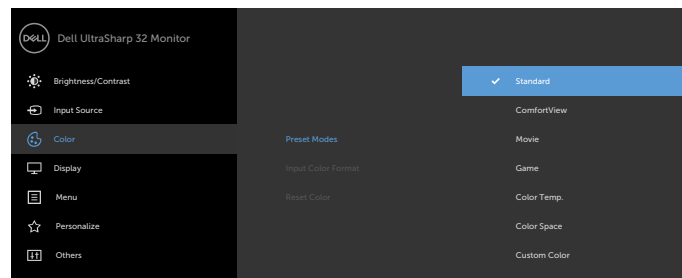 DELL
Dell UltraSharp 32 Monitor
Brightness/Contrast
Standard
Input Source
ComfortView
Color
Preset Modes
Movie
Display
Input Color Format
Game
Menu
Reset Color
Color Temp.
Personalize
Color Space
Others
Custom Color